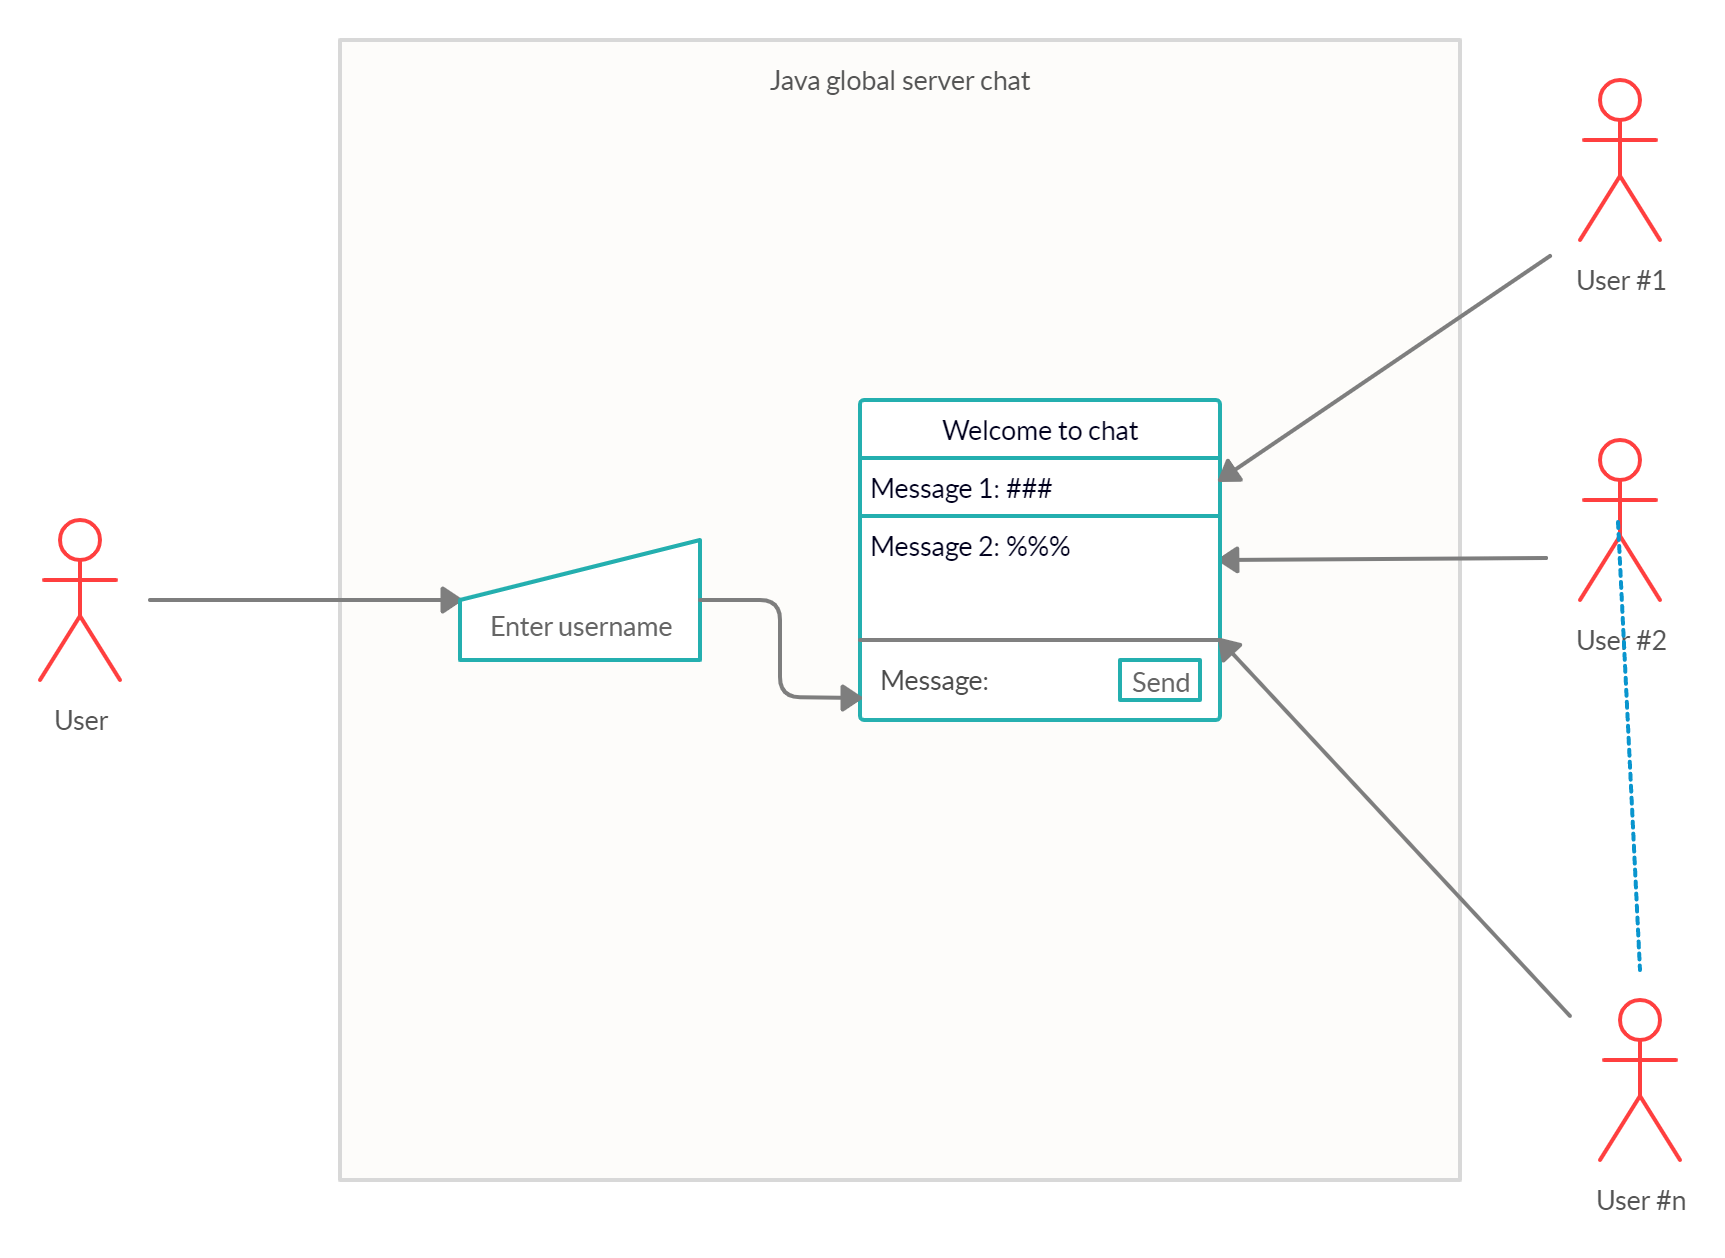 Java global server chat
User #1
Welcome to chat
Message 1: ###
Message 2: %%%
Enter username
User #2
Message:
Send
User
User #n